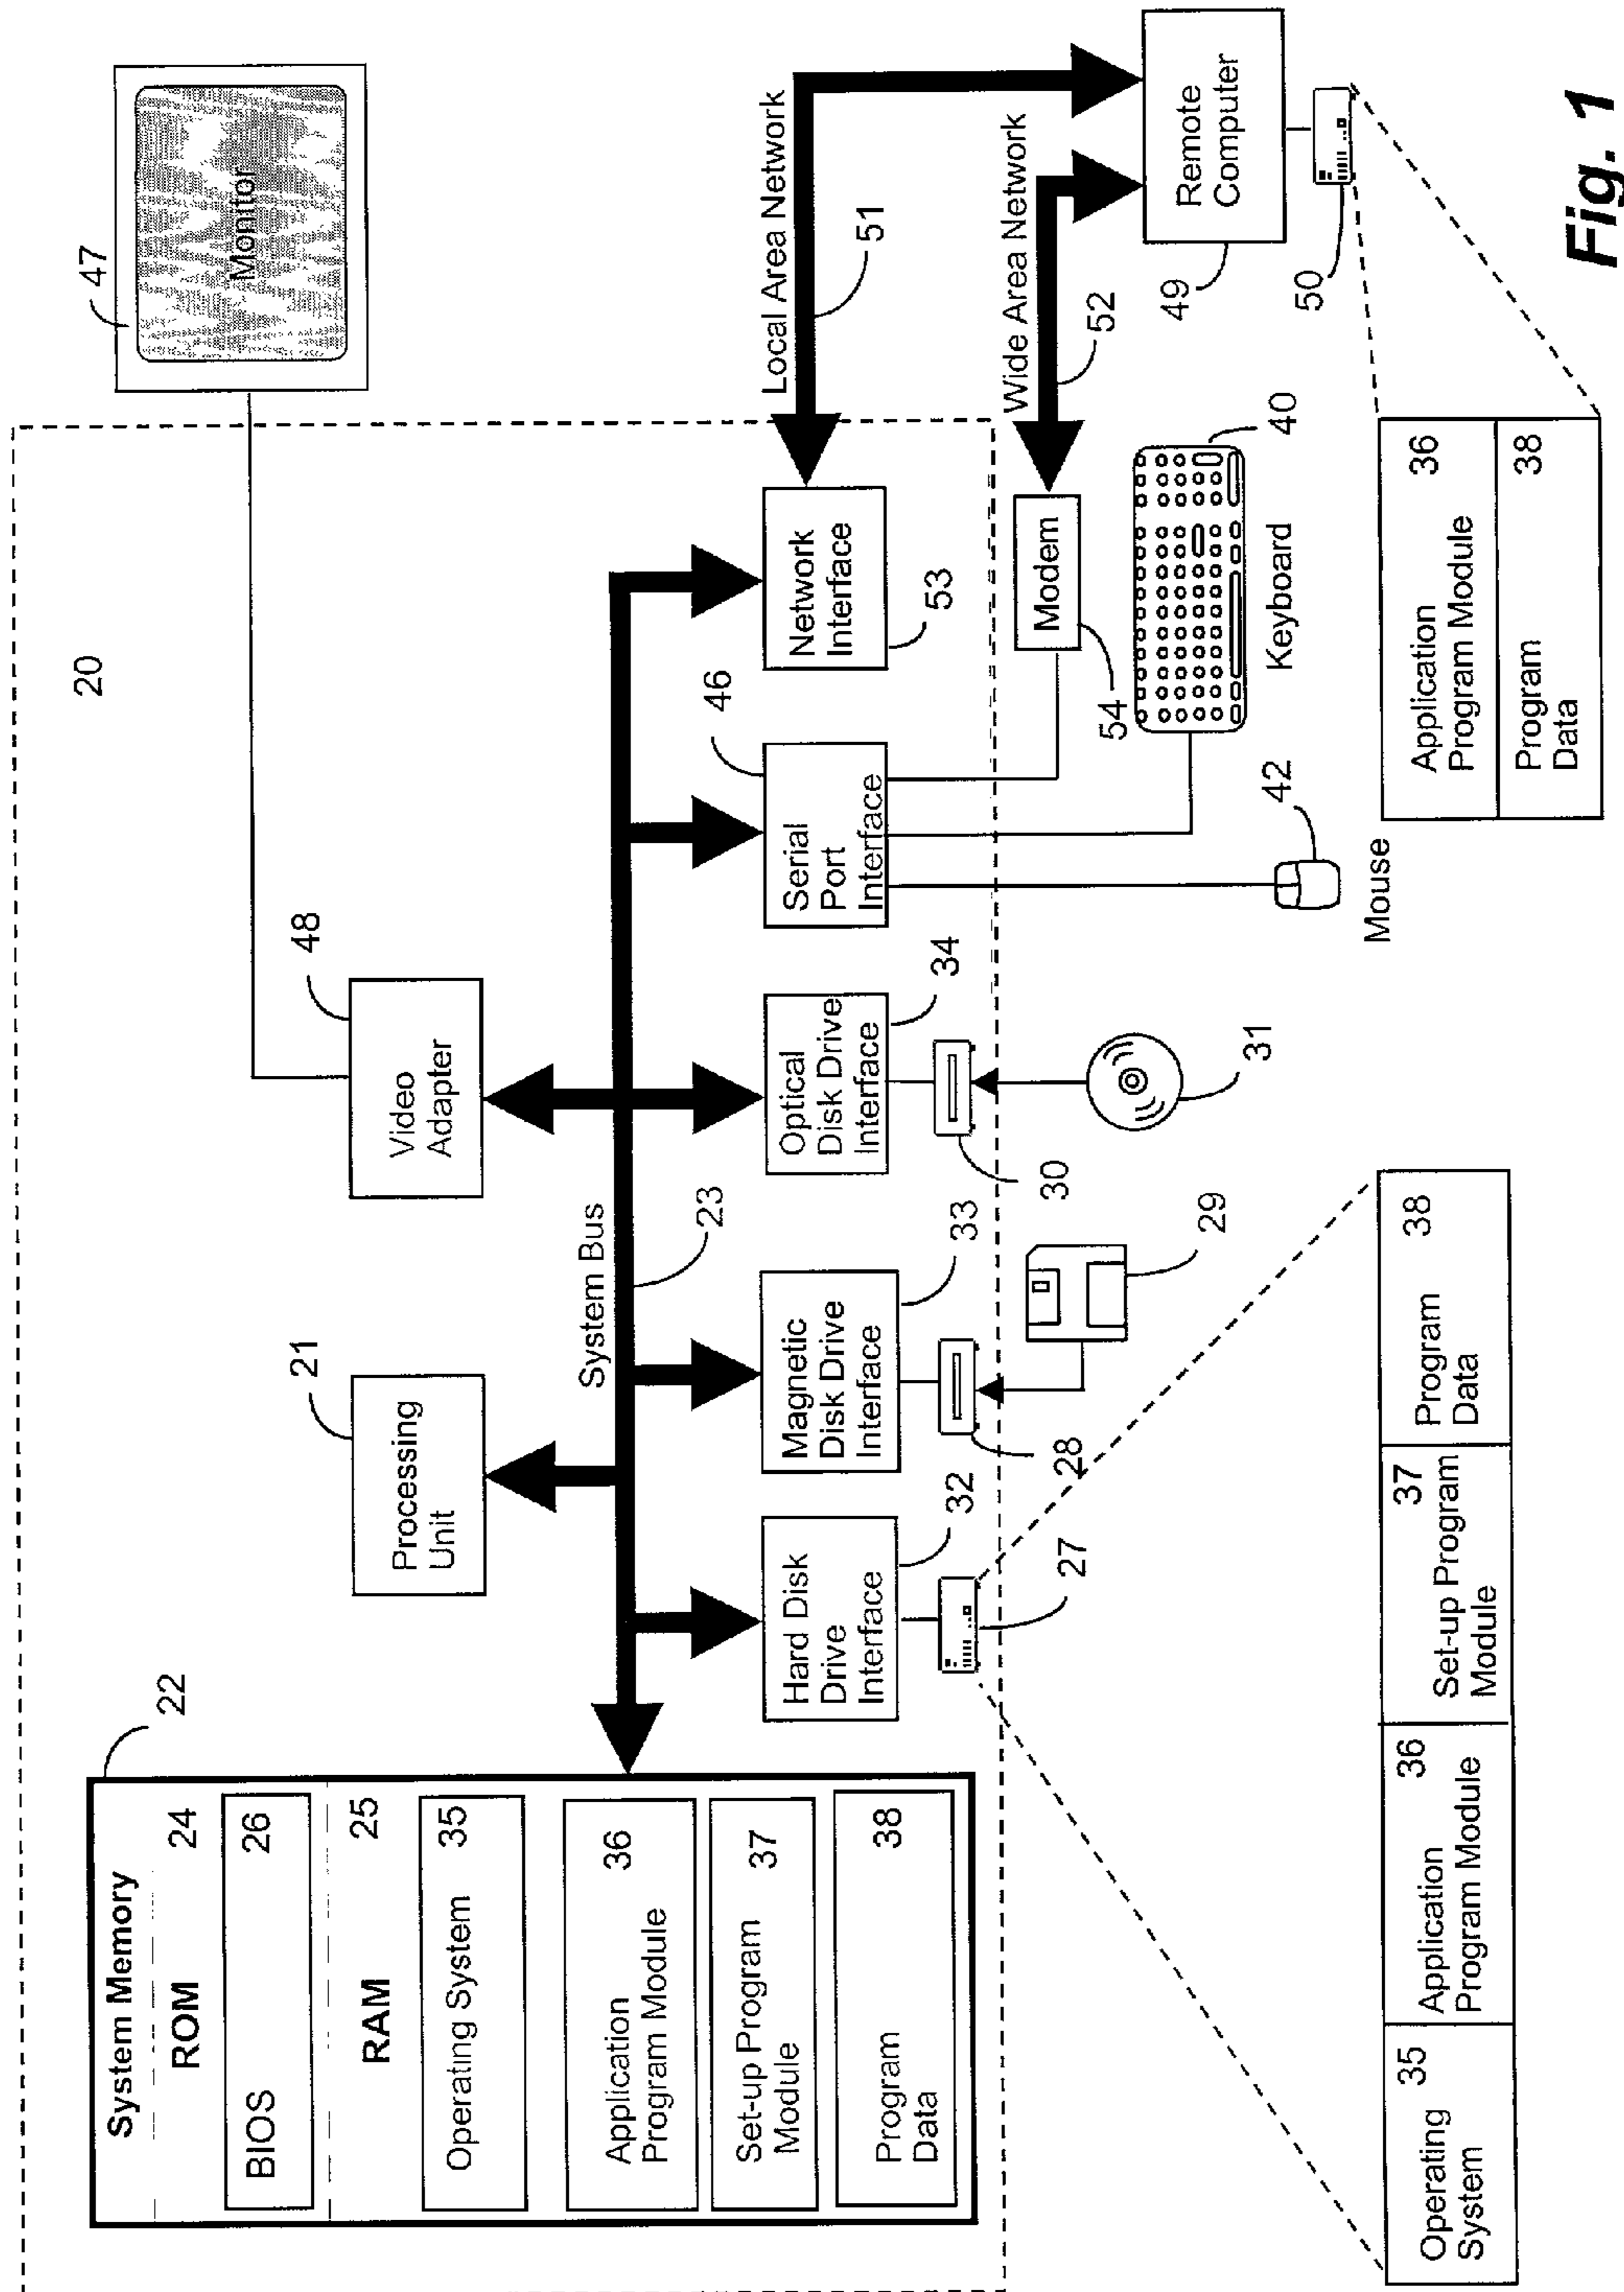 System Memory
ROM 24
BIOS 26
RAM 25
Operating System 35
Application
Program Module
36
Set-up Program
Module
37
Program
Data
38
22
Processing
Unit
21
Video
Adapter
48
20
47
Monitor
System Bus
23
Hard Disk
Drive
Interface
32
Magnetic
Disk Drive
Interface
33
Optical
Disk Drive
Interface
34
Serial
Port
Interface
46
Network
Interface
53
Local Area Network
51
27
28
29
30
31
Modem
54
Wide Area Network
52
Keyboard
40
Mouse
42
Remote
Computer
49
50
Operating
System
35
Application
Program Module
36
Set-up Program
Module
37
Program
Data
38
Application
Program Module
36
Program
Data
38
Fig. 1